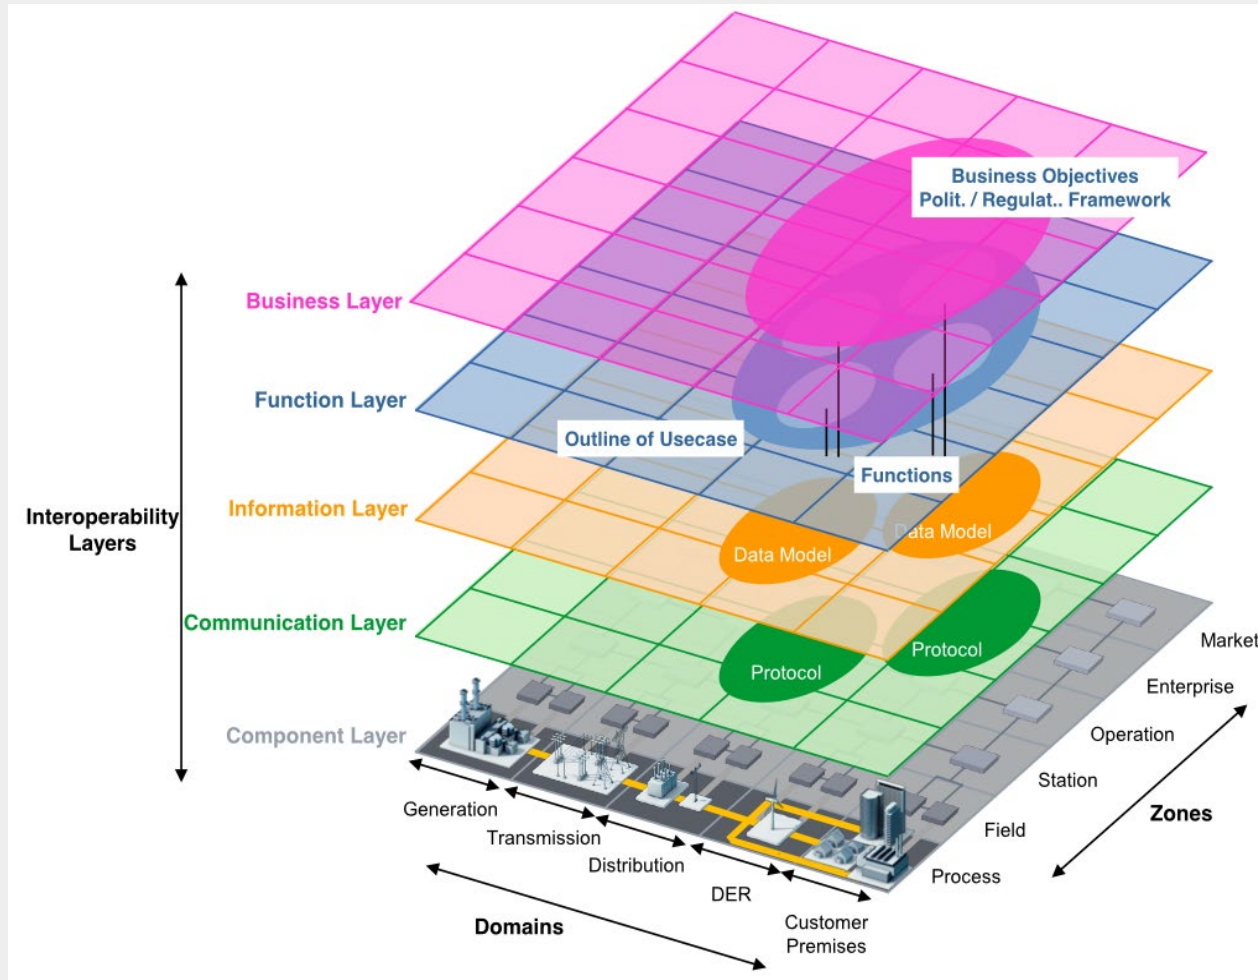 Business Objectives
Polit. / Regulat.. Framework
Business Layer
Function Layer
Outline of Usecase
Functions
Information Layer
Data Model
Data Model
Interoperability
Layers
Communication Layer
Protocol
Protocol
Component Layer
Market
Enterprise
Operation
Station
Field
Process
Zones
Generation
Transmission
Distribution
DER
Customer
Premises
Domains